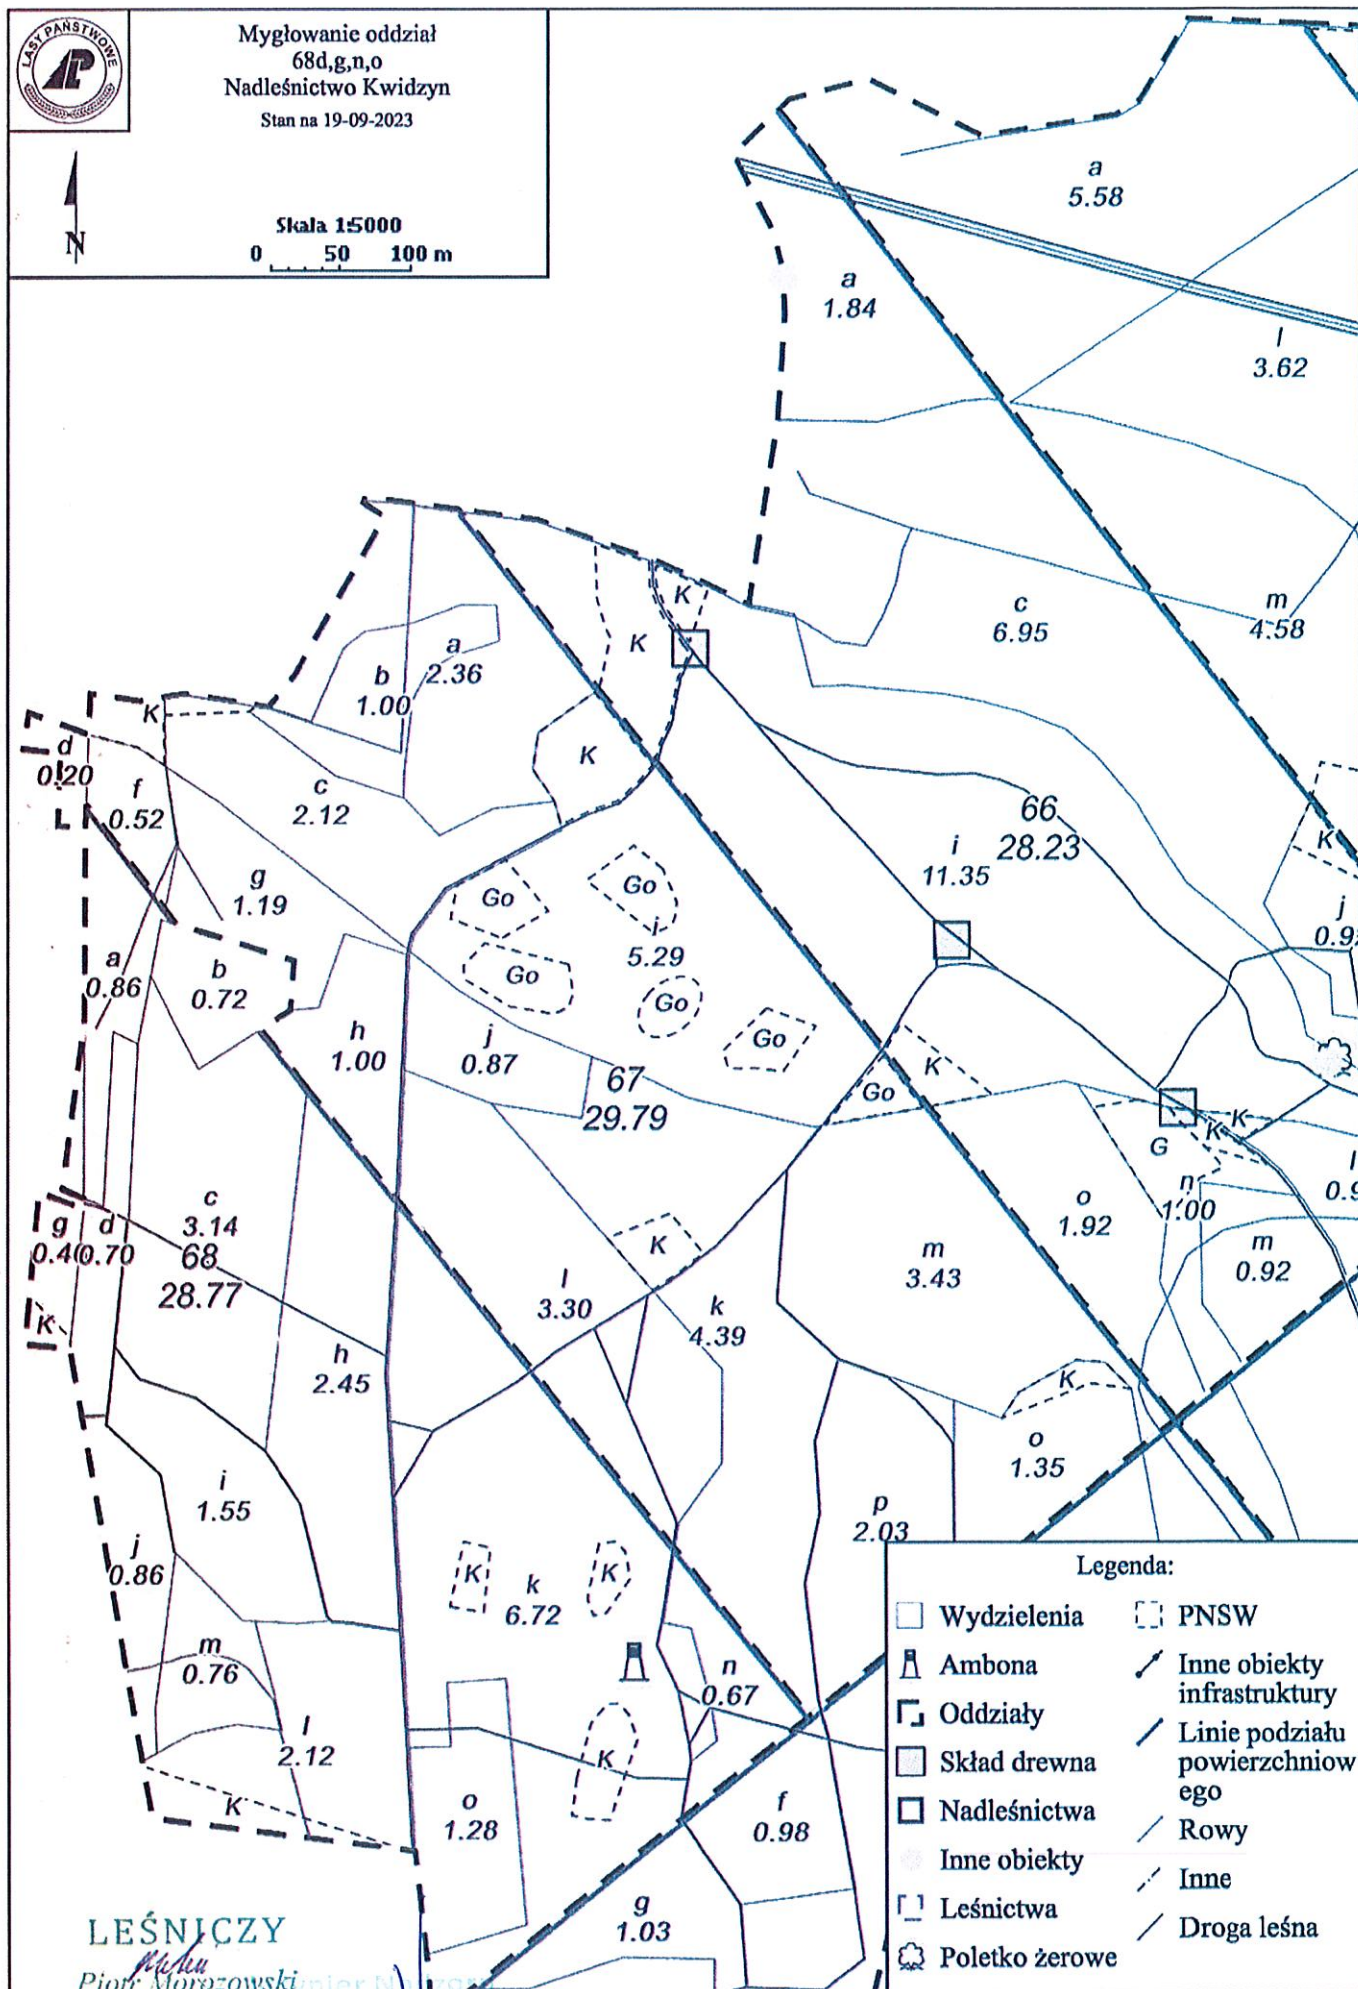 LASY PAŃSTWOWE
Mygłowanie oddział
68d,g,n,o
Nadleśnictwo Kwidzyn
Stan na 19-09-2023
N
Skala 1:5000
0 50 100 m
a
5.58
a
1.84
l
3.62
c
6.95
m
4.58
K
K
K
a
2.36
b
1.00
K
d
0.20
f
0.52
c
2.12
g
1.19
66
28.23
i
11.35
K
j
Go
Go
i
5.29
Go
Go
Go
a
0.86
b
0.72
h
1.00
j
0.87
67
29.79
Go
K
K
K
G
n
1.00
o
1.92
m
0.92
c
3.14
68
28.77
g
0.40
d
0.70
K
K
l
3.30
k
4.39
m
3.43
h
2.45
K
o
1.35
i
1.55
p
2.03
j
0.86
K
k
6.72
K
m
0.76
n
0.67
l
2.12
K
K
o
1.28
f
0.98
g
1.03
Legenda:
Wydzielenia
Ambona
Oddziały
Skład drewna
Nadleśnictwa
Inne obiekty
Leśnictwa
Poletko żerowe
PNSW
Inne obiekty
infrastruktury
Linie podziału
powierzchniow
ego
Rowy
Inne
Droga leśna
LEŚNICZY
Piotr Morozowski